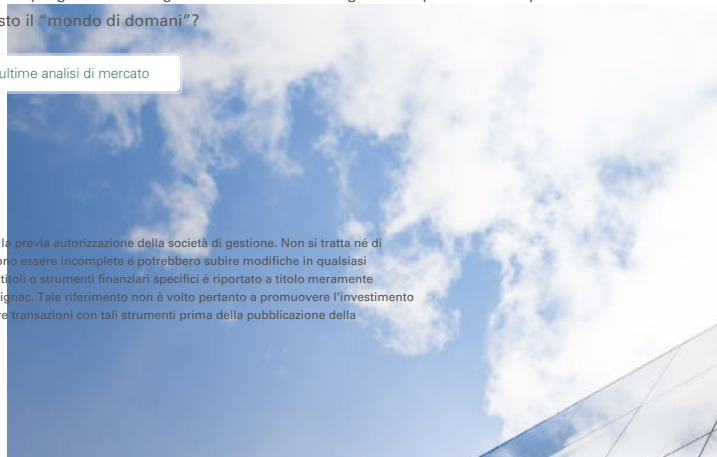 sto il “mondo di domani”?
ultime analisi di mercato
la previa autorizzazione della società di gestione. Non si tratta né di
ono essere incomplete e potrebbero subire modifiche in qualsiasi
titoli o strumenti finanziari specifici è riportato a titolo meramente
ignac. Tale riferimento non è volto pertanto a promuovere l’investimento
re transazioni con tali strumenti prima della pubblicazione della